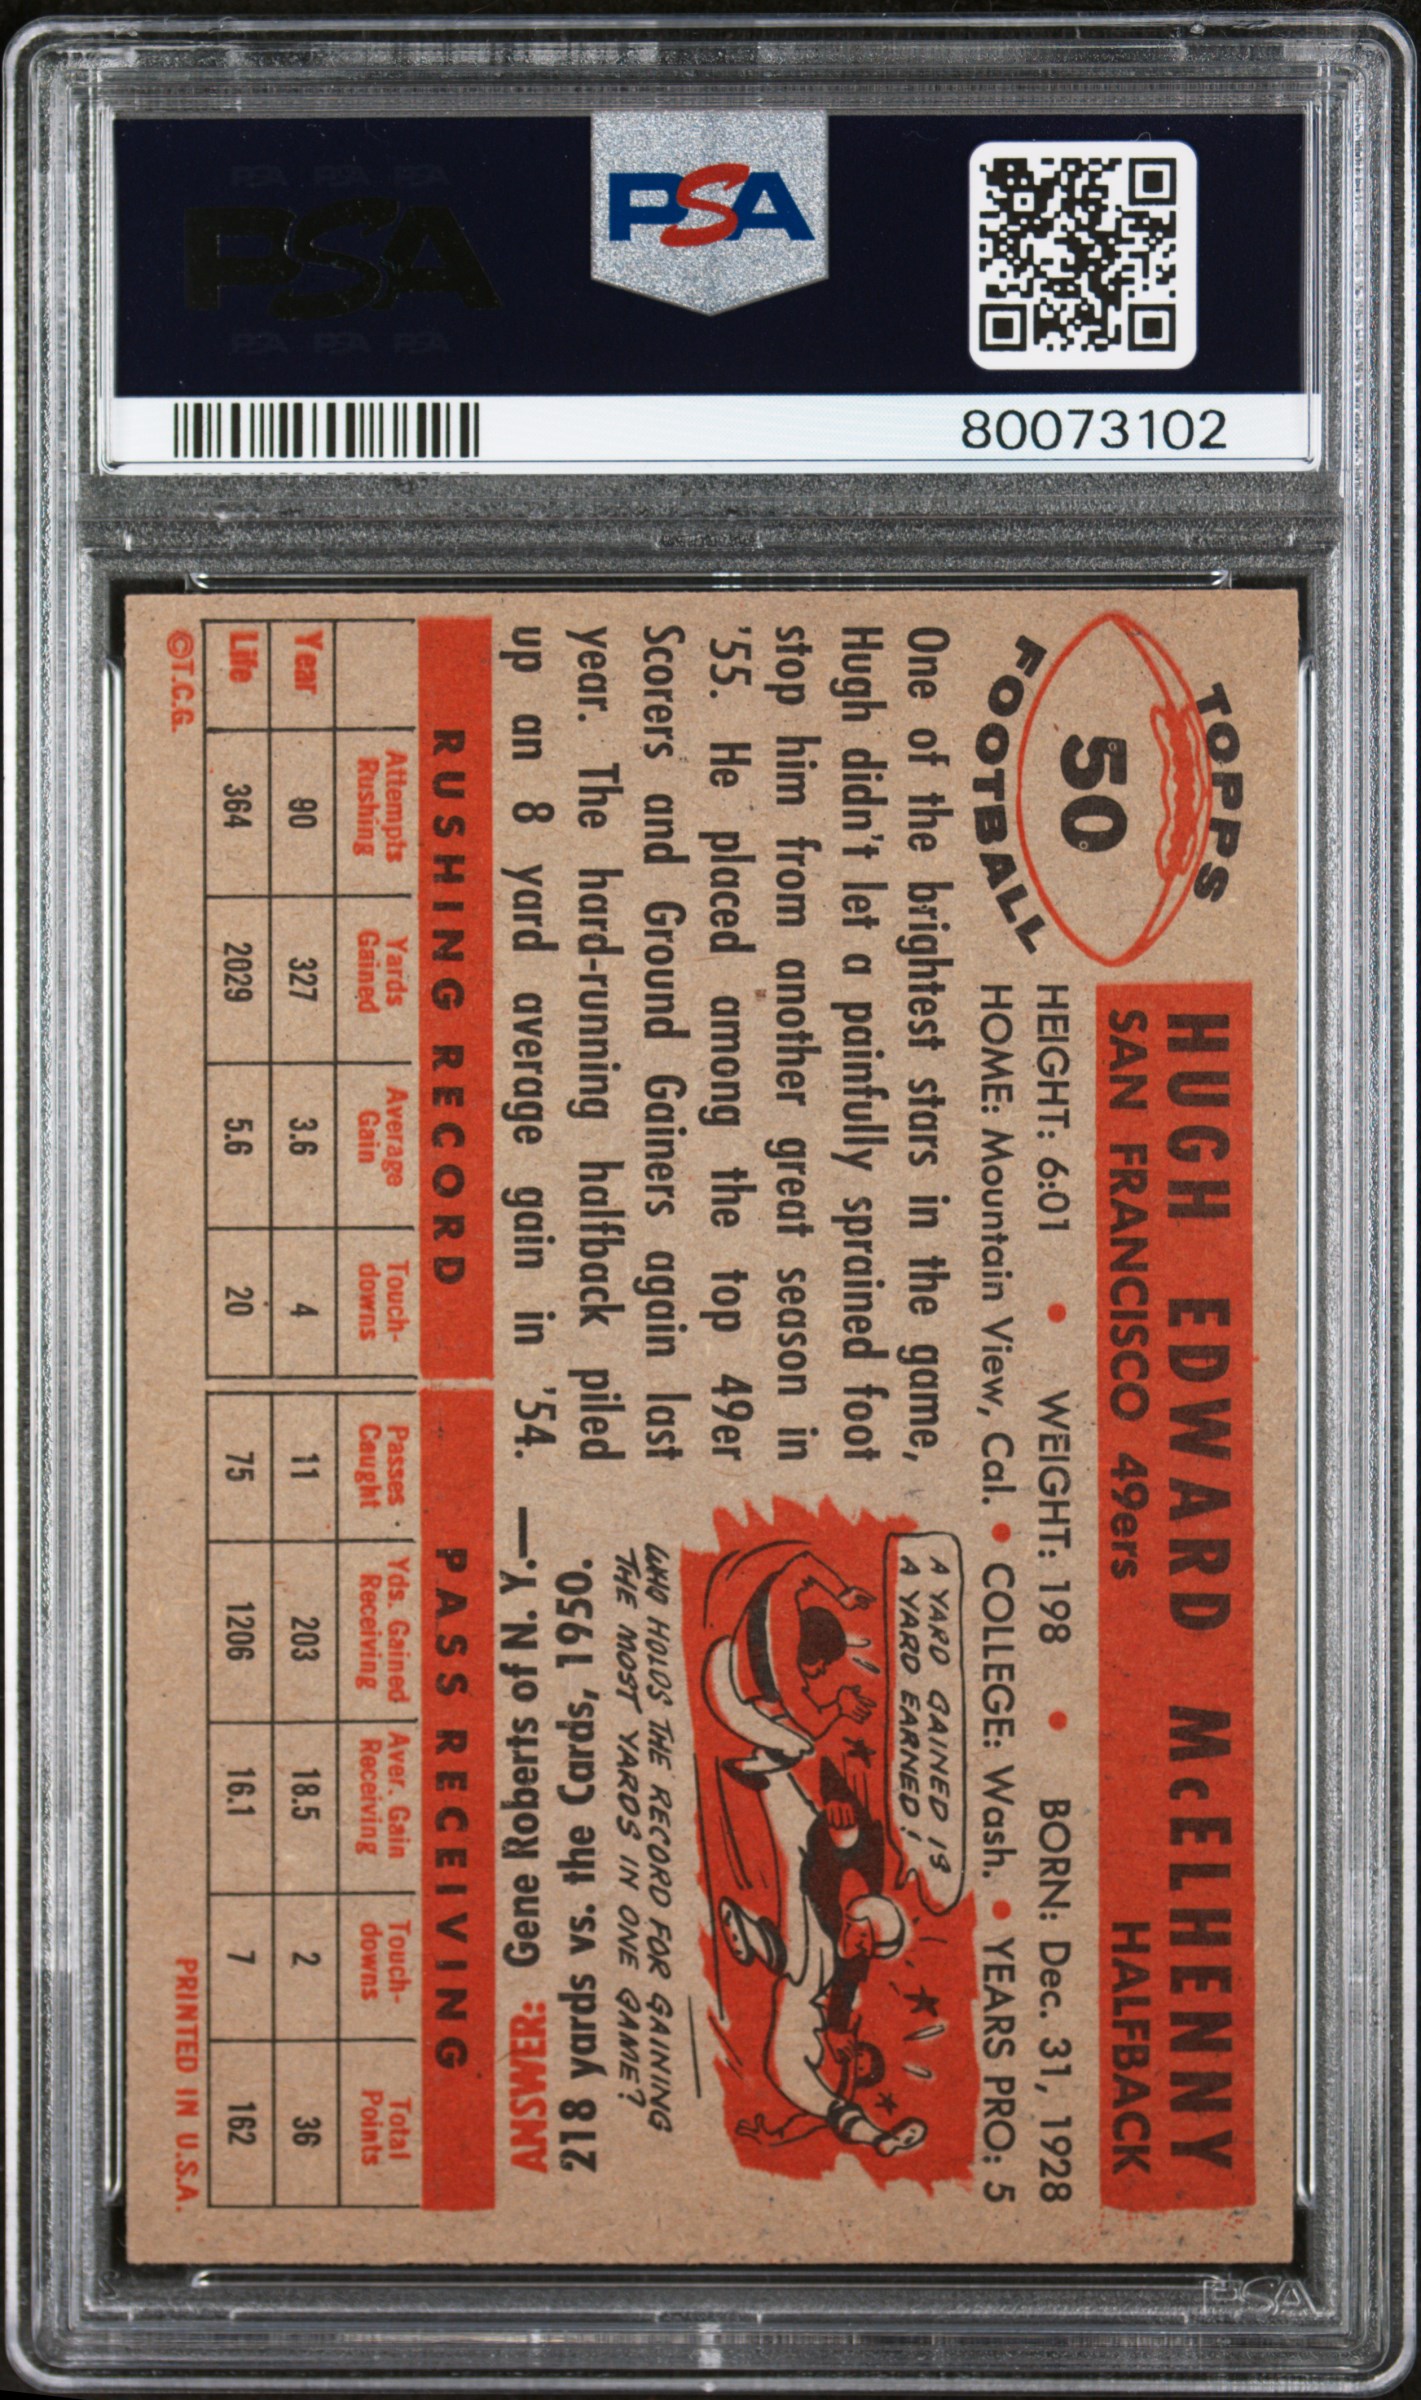 PSA PSA PSA
PSA
PSA PSA PSA
PSA
80073102
TOPPS
50
FOOTBALL
HUGH EDWARD McELHENNY
SAN FRANCISCO 49ers HALFBACK
HEIGHT: 6:01 • WEIGHT: 198 • BORN: Dec. 31, 1928
HOME: Mountain View, Cal. • COLLEGE: Wash. • YEARS PRO: 5
One of the brightest stars in the game,
Hugh didn't let a painfully sprained foot
stop him from another great season in
'55. He placed among the top 49er
Scorers and Ground Gainers again last
year. The hard-running halfback piled
up an 8 yard average gain in '54.
A YARD GAINED IS
A YARD EARNED!
WHO HOLDS THE RECORD FOR GAINING
THE MOST YARDS IN ONE GAME?
ANSWER: Gene Roberts of N. Y.—
218 yards vs. the Cards, 1950.
RUSHING RECORD PASS RECEIVING
Attempts Rushing Yards Gained Average Gain Touch-downs Passes Caught Yds. Gained Receiving Aver. Gain Receiving Touch-downs Total Points
Year 90 327 3.6 4 11 203 18.5 2 36
Life 364 2029 5.6 20 75 1206 16.1 7 162
©T.C.G. PRINTED IN U.S.A.
PSA